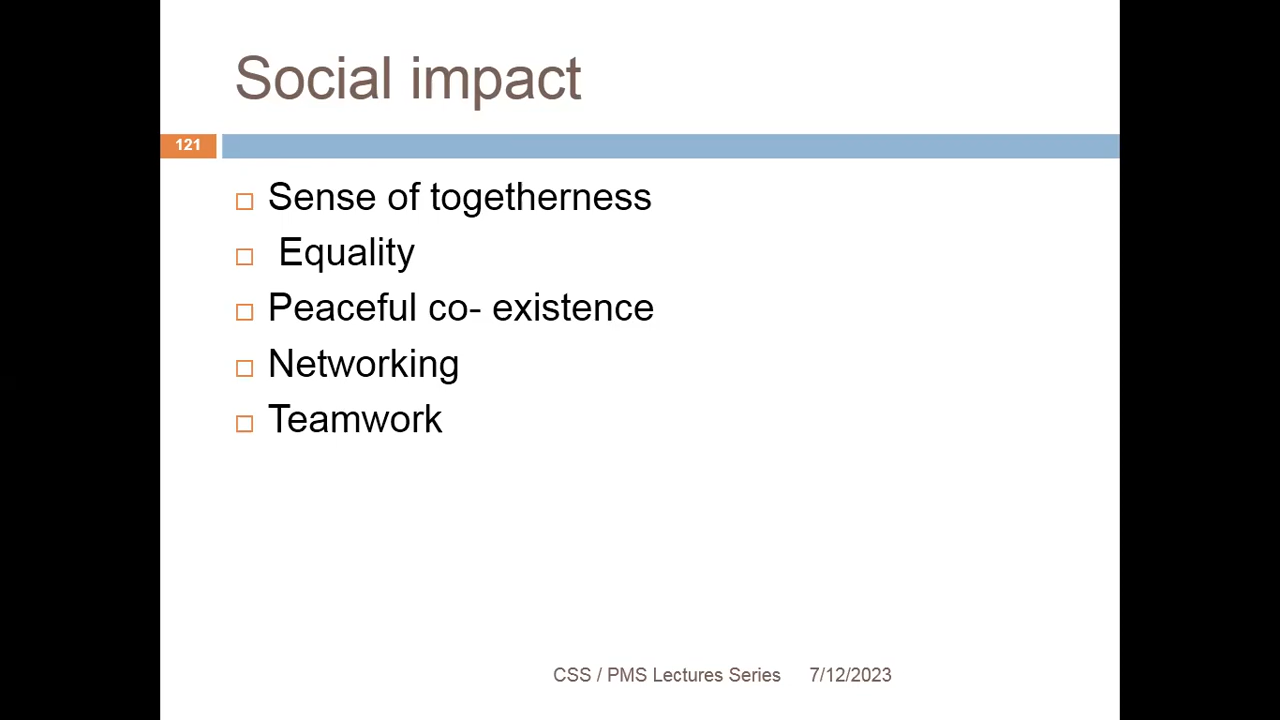 Social impact
121
Sense of togetherness
Equality
Peaceful co- existence
Networking
Teamwork
CSS / PMS Lectures Series 7/12/2023